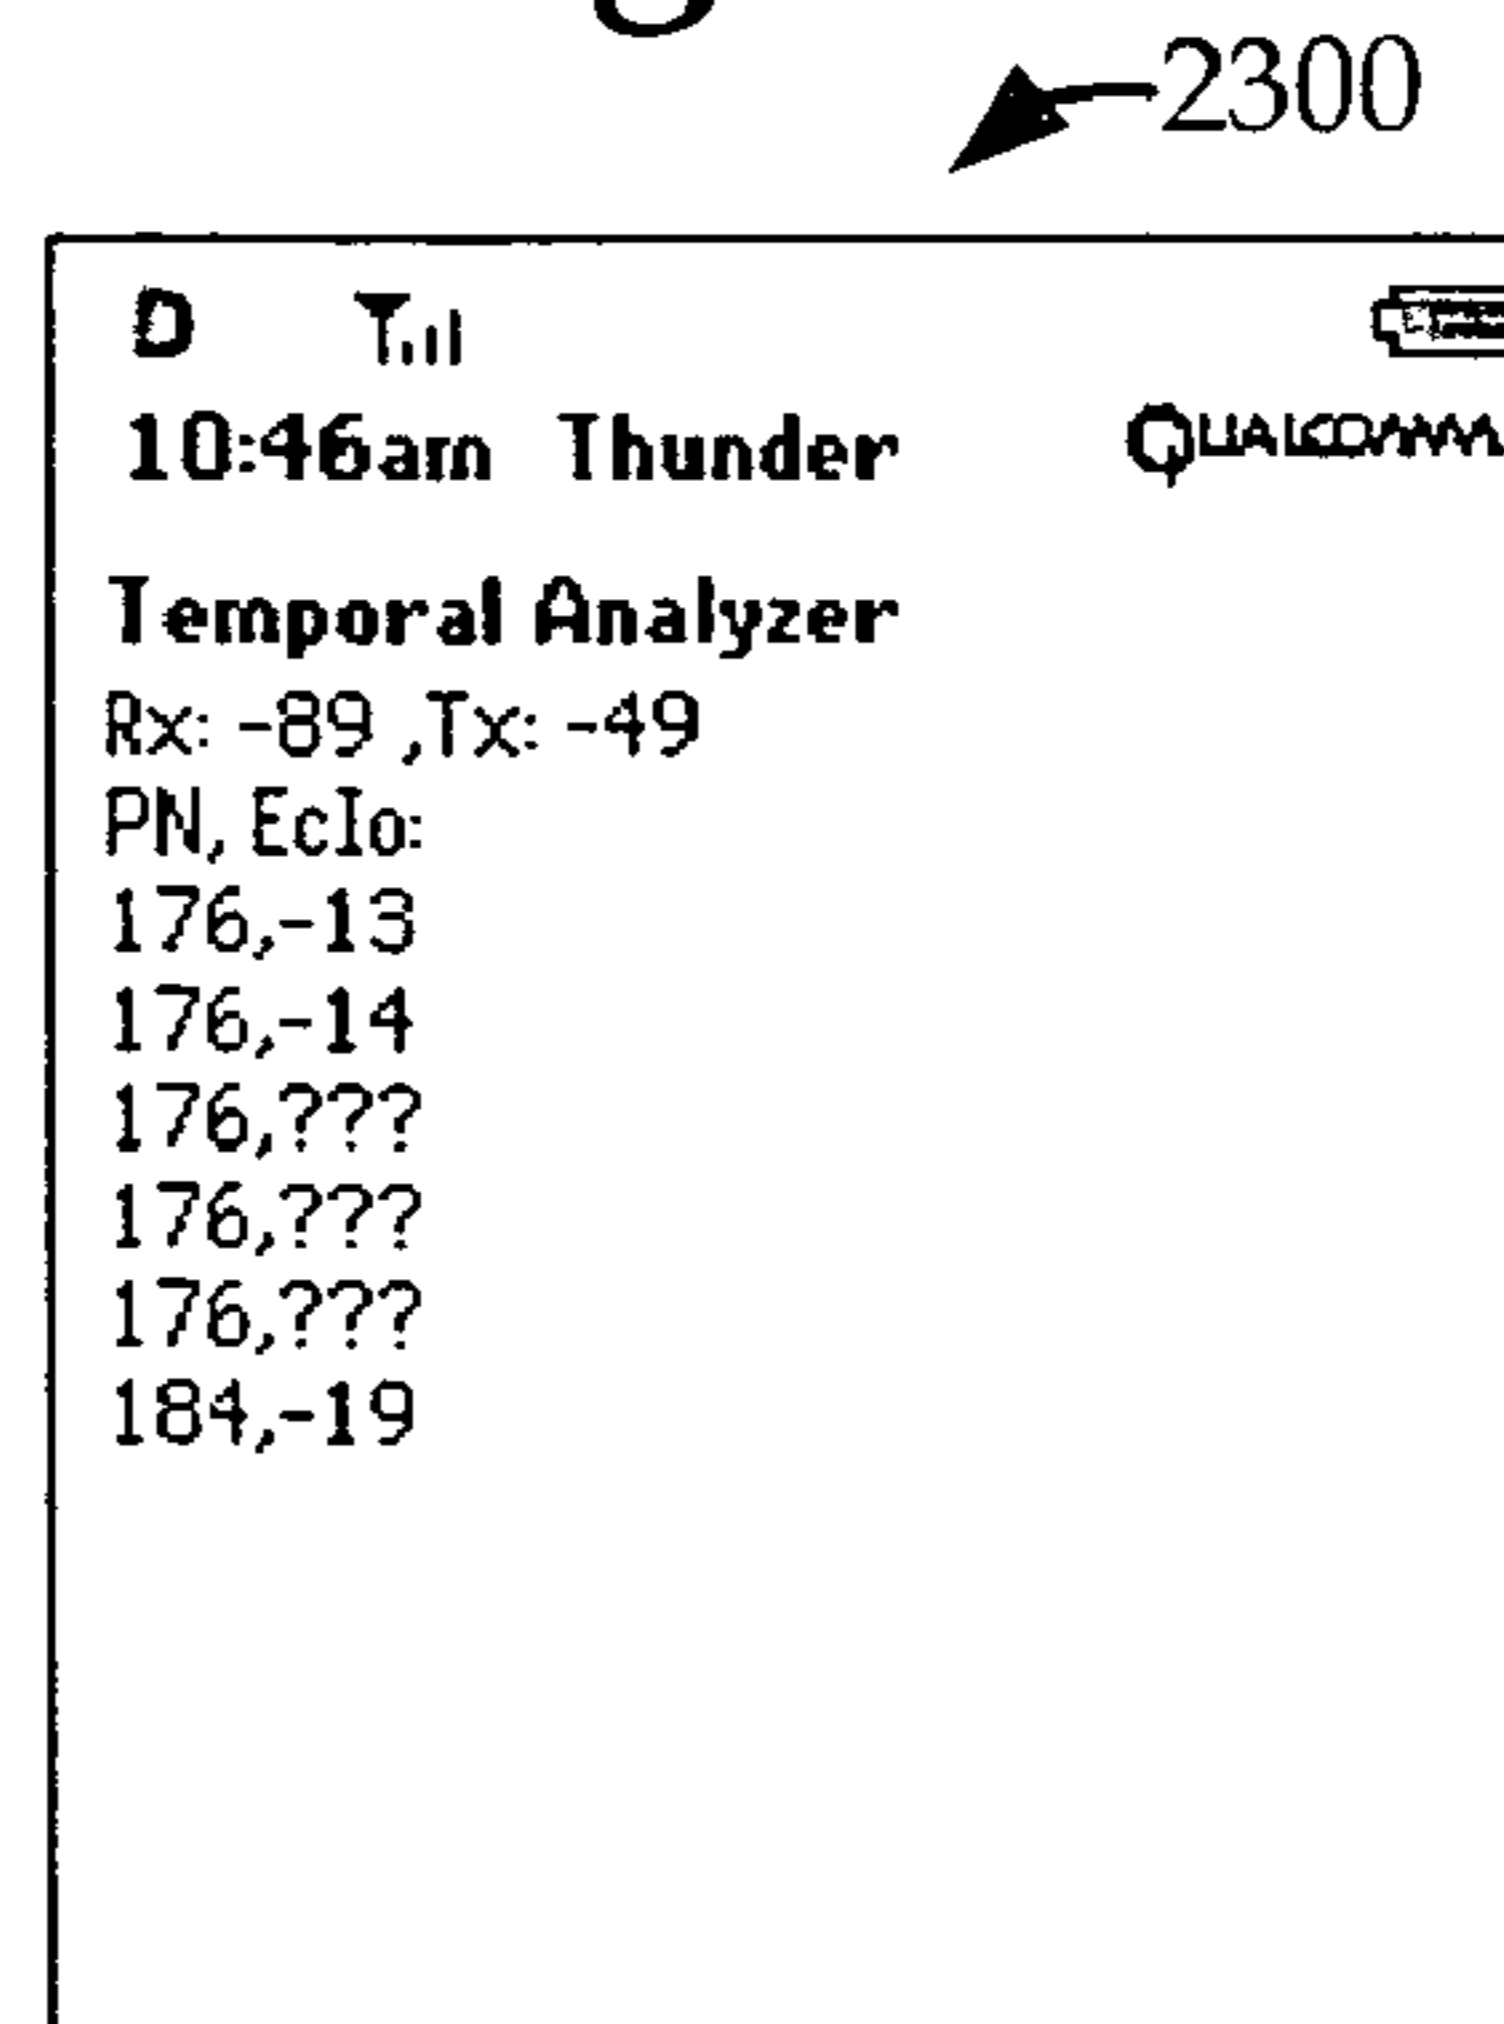 2300
D
10:46am Thunder QUALCOMM
Temporal Analyzer
Rx: -89 ,Tx: -49
PN, EcIo:
176,-13
176,-14
176,???
176,???
176,???
184,-19